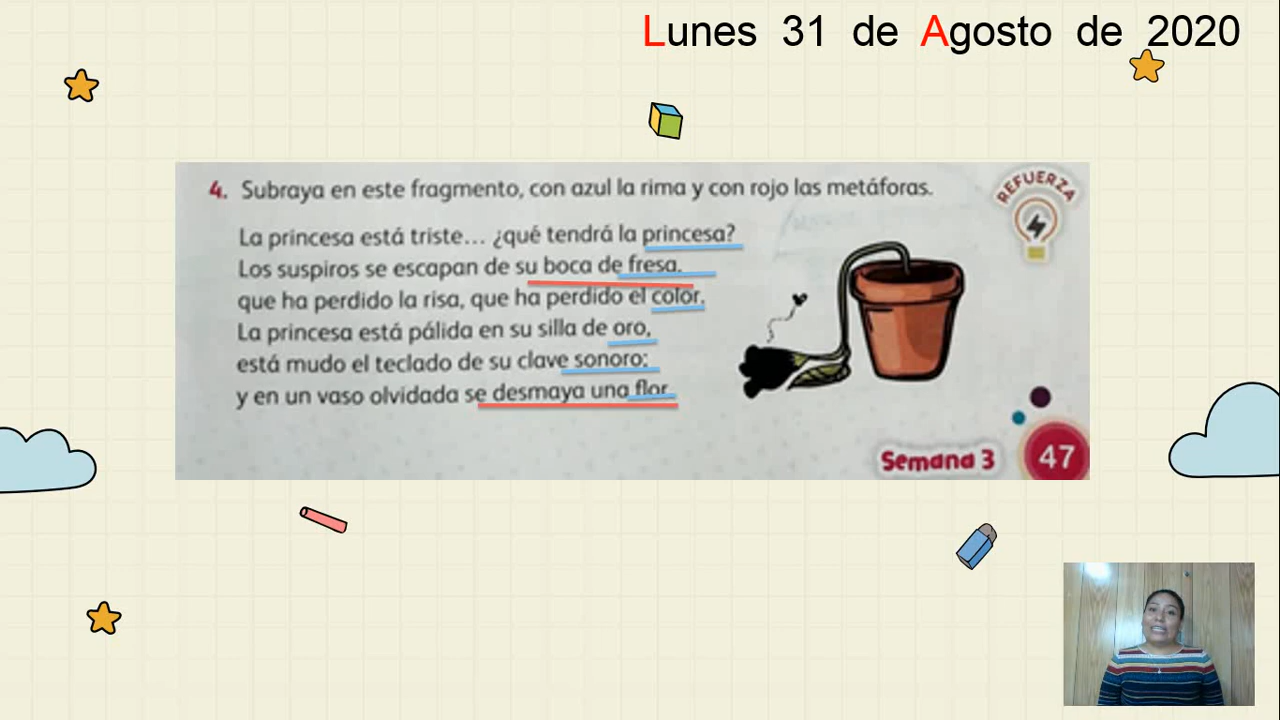 Lunes 31 de Agosto de 2020
4. Subraya en este fragmento, con azul la rima y con rojo las metáforas.
REFUERZA
La princesa está triste... ¿qué tendrá la princesa?
Los suspiros se escapan de su boca de fresa.
que ha perdido la risa, que ha perdido el color.
La princesa está pálida en su silla de oro,
está mudo el teclado de su clave sonoro:
y en un vaso olvidada se desmaya una flor.
Semana 3 47